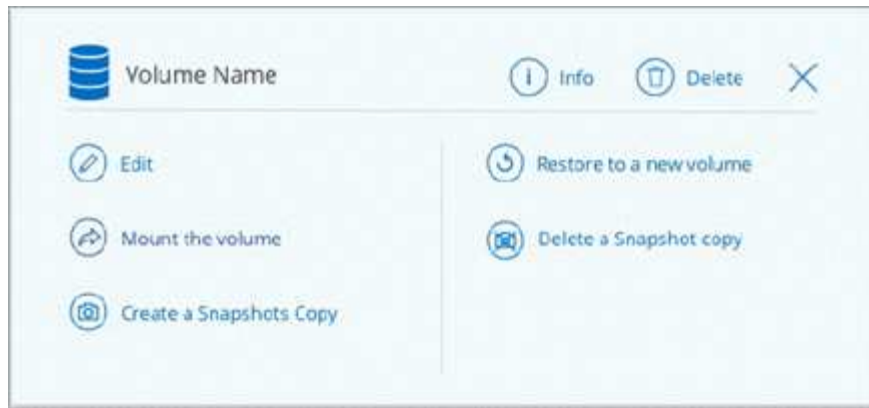 Volume Name
Info
Delete
Edit
Mount the volume
Create a Snapshots Copy
Restore to a new volume
Delete a Snapshot copy